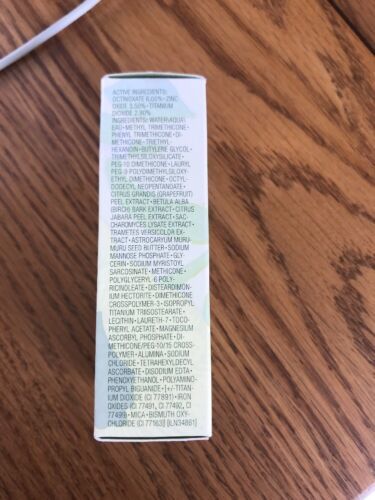 ACTIVE INGREDIENTS:
OCTINOXATE 6.00% • ZINC
OXIDE 3.50% • TITANIUM
DIOXIDE 2.90%
INGREDIENTS: WATER\AQUA\
EAU • METHYL TRIMETHICONE •
PHENYL TRIMETHICONE • DI-
METHICONE • TRIETHYL-
HEXANOIN • BUTYLENE GLYCOL •
TRIMETHYLSILOXYSILICATE •
PEG-10 DIMETHICONE • LAURYL
PEG-9 POLYDIMETHYLSILOXY-
ETHYL DIMETHICONE • OCTYL-
DODECYL NEOPENTANOATE •
CITRUS GRANDIS (GRAPEFRUIT)
PEEL EXTRACT • BETULA ALBA
(BIRCH) BARK EXTRACT • CITRUS
JABARA PEEL EXTRACT • SAC-
CHAROMYCES LYSATE EXTRACT •
TRAMETES VERSICOLOR EX-
TRACT • ASTROCARYUM MURU-
MURU SEED BUTTER • SODIUM
MANNOSE PHOSPHATE • GLY-
CERIN • SODIUM MYRISTOYL
SARCOSINATE • METHICONE •
POLYGLYCERYL-6 POLY-
RICINOLEATE • DISTEARDIMON-
IUM HECTORITE • DIMETHICONE
CROSSPOLYMER-3 • ISOPROPYL
TITANIUM TRIISOSTEARATE •
LECITHIN • LAURETH-7 • TOCO-
PHERYL ACETATE • MAGNESIUM
ASCORBYL PHOSPHATE • DI-
METHICONE/PEG-10/15 CROSS-
POLYMER • ALUMINA • SODIUM
CHLORIDE • TETRAHEXYLDECYL
ASCORBATE • DISODIUM EDTA •
PHENOXYETHANOL • POLYAMINO-
PROPYL BIGUANIDE • [+/- TITAN-
IUM DIOXIDE (CI 77891) • IRON
OXIDES (CI 77491, CI 77492, CI
77499) • MICA • BISMUTH OXY-
CHLORIDE (CI 77163)] [ILN34861]